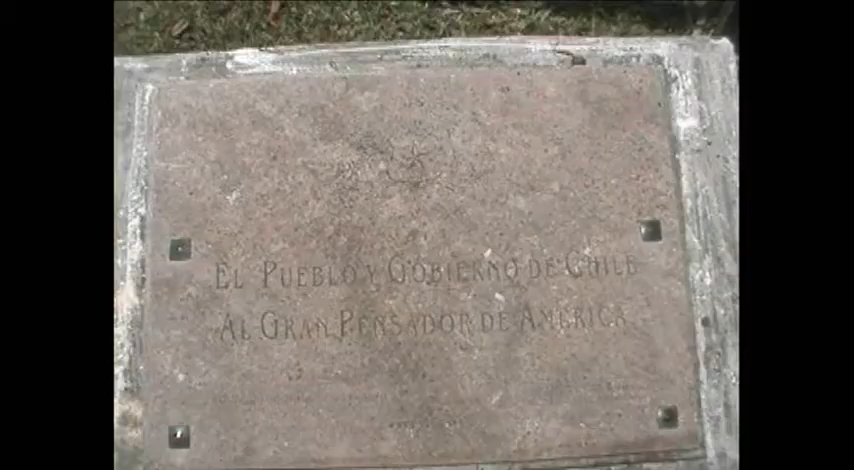 EL PUEBLO Y GOBIERNO DE CHILE
AL GRAN PENSADOR DE AMERICA